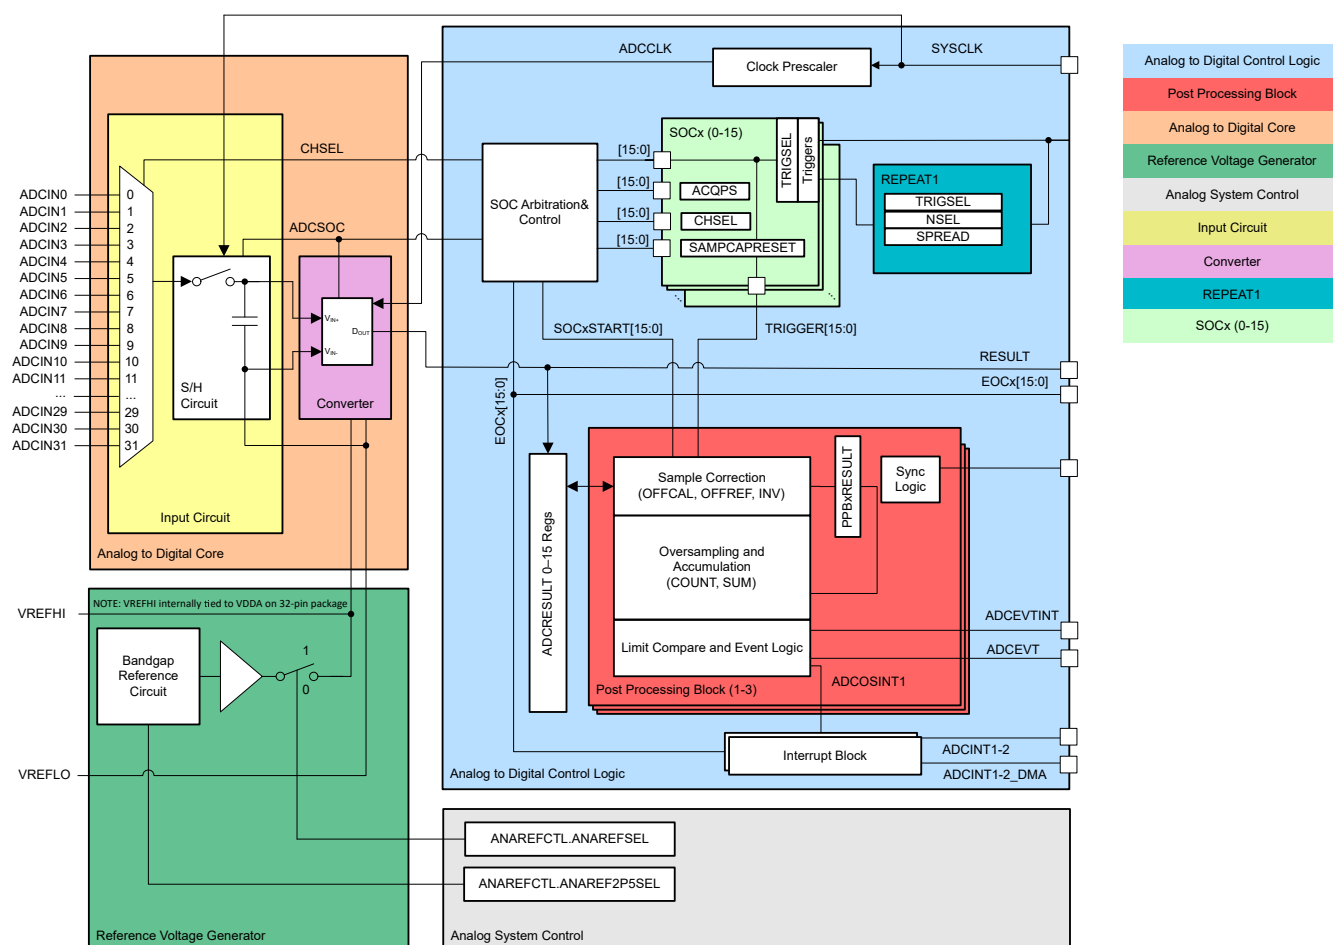 ADCCLK
SYSCLK
Clock Prescaler
Analog to Digital Control Logic
Post Processing Block
Analog to Digital Core
Reference Voltage Generator
Analog System Control
Input Circuit
Converter
REPEAT1
SOCx (0-15)
CHSEL
ADCIN0
ADCIN1
ADCIN2
ADCIN3
ADCIN4
ADCIN5
ADCIN6
ADCIN7
ADCIN8
ADCIN9
ADCIN10
ADCIN11
...
ADCIN29
ADCIN30
ADCIN31
0
1
2
3
4
5
6
7
8
9
10
11
...
29
30
31
ADCSOC
S/H
Circuit
VIN+
VIN-
DOUT
Converter
Input Circuit
Analog to Digital Core
SOC Arbitration&
Control
[15:0]
[15:0]
[15:0]
[15:0]
SOCx (0-15)
ACQPS
CHSEL
SAMPCAPRESET
TRIGSEL
Triggers
...
...
REPEAT1
TRIGSEL
NSEL
SPREAD
SOCxSTART[15:0]
TRIGGER[15:0]
RESULT
EOCx[15:0]
EOCx[15:0]
ADCRESULT 0–15 Regs
Sample Correction
(OFFCAL, OFFREF, INV)
Oversampling and
Accumulation
(COUNT, SUM)
Limit Compare and Event Logic
PPBxRESULT
Sync
Logic
Post Processing Block (1-3)
ADCEVTINT
ADCEVT
ADCOSINT1
Interrupt Block
ADCINT1-2
ADCINT1-2_DMA
Analog to Digital Control Logic
NOTE: VREFHI internally tied to VDDA on 32-pin package
VREFHI
Bandgap
Reference
Circuit
1
0
VREFLO
Reference Voltage Generator
ANAREFCTL.ANAREFSEL
ANAREFCTL.ANAREF2P5SEL
Analog System Control